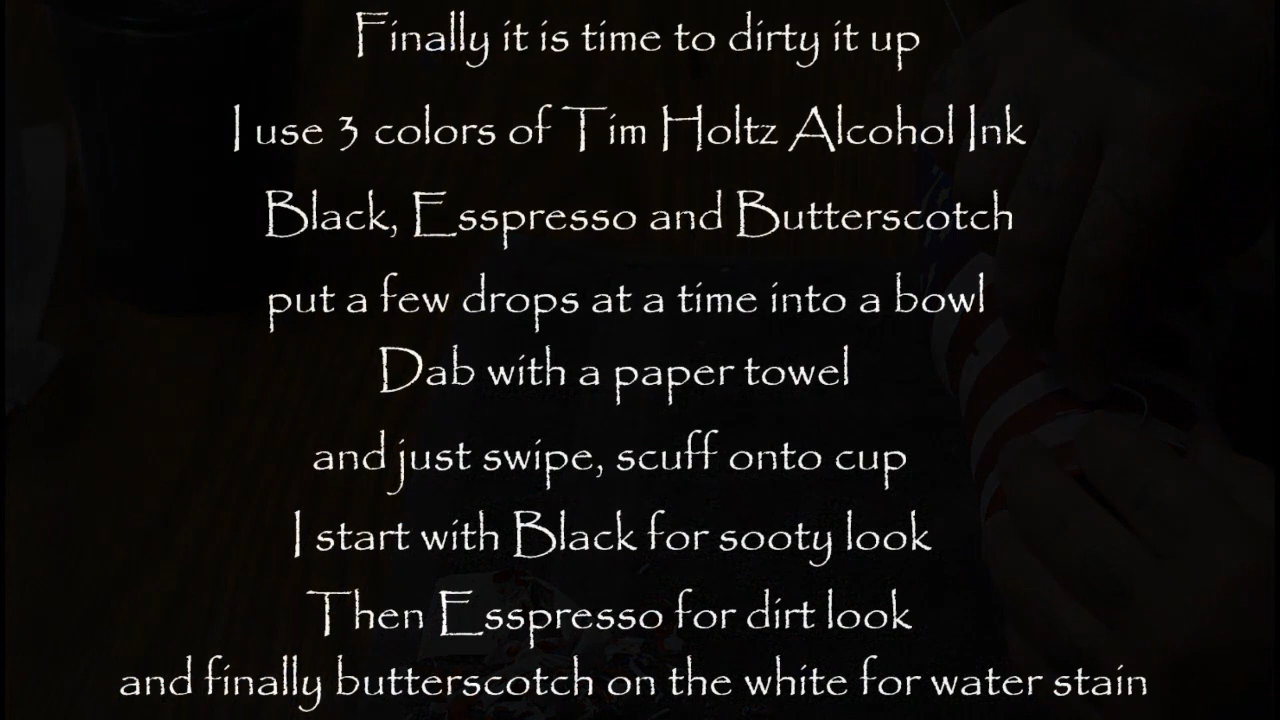 Finally it is time to dirty it up
I use 3 colors of Tim Holtz Alcohol Ink
Black, Esspresso and Butterscotch
put a few drops at a time into a bowl
Dab with a paper towel
and just swipe, scuff onto cup
I start with Black for sooty look
Then Esspresso for dirt look
and finally butterscotch on the white for water stain